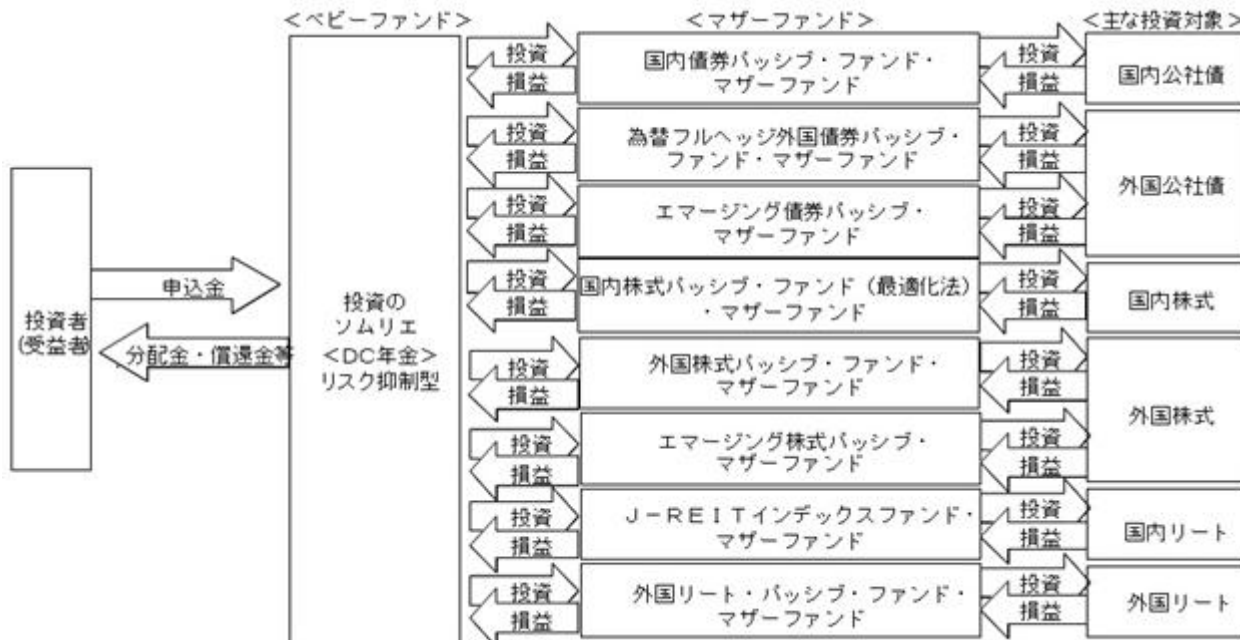 ＜ベビーファンド＞
＜マザーファンド＞
＜主な投資対象＞
投資者
(受益者)
申込金
分配金・償還金等
投資の
ソムリエ
＜DC年金＞
リスク抑制型
投資
損益
国内債券パッシブ・ファンド・
マザーファンド
投資
損益
国内公社債
投資
損益
為替フルヘッジ外国債券パッシブ・
ファンド・マザーファンド
投資
損益
外国公社債
投資
損益
エマージング債券パッシブ・
マザーファンド
投資
損益
投資
損益
国内株式パッシブ・ファンド（最適化法）
・マザーファンド
投資
損益
国内株式
投資
損益
外国株式パッシブ・ファンド・
マザーファンド
投資
損益
外国株式
投資
損益
エマージング株式パッシブ・
マザーファンド
投資
損益
投資
損益
Ｊ－ＲＥＩＴインデックスファンド・
マザーファンド
投資
損益
国内リート
投資
損益
外国リート・パッシブ・ファンド・
マザーファンド
投資
損益
外国リート